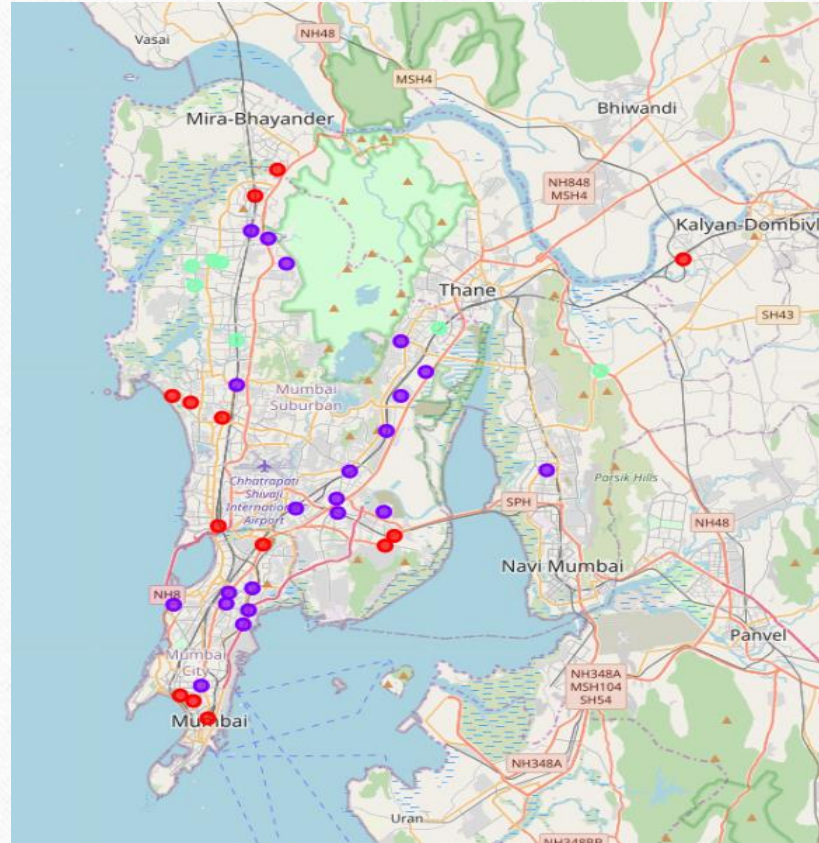 Vasai
NH48
MSH4
Bhiwandi
Mira-Bhayander
NH848
MSH4
Kalyan-Dombivl
Thane
SH43
Mumbai
Suburban
Chhatrapati
Shivaji
International
Airport
Parsik Hills
SPH
NH48
Navi Mumbai
NH8
Panvel
Mumbai
City
NH348A
MSH104
SH54
Mumbai
NH348A
Uran
NH348BB